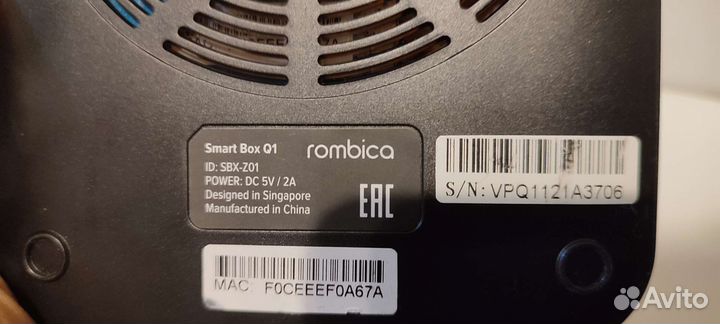 Smart Box Q1
rombica
ID: SBX-Z01
POWER: DC 5V / 2A
Designed in Singapore
Manufactured in China
EAC
S/N: VPQ1121A3706
MAC: F0CEEEF0A67A
Avito